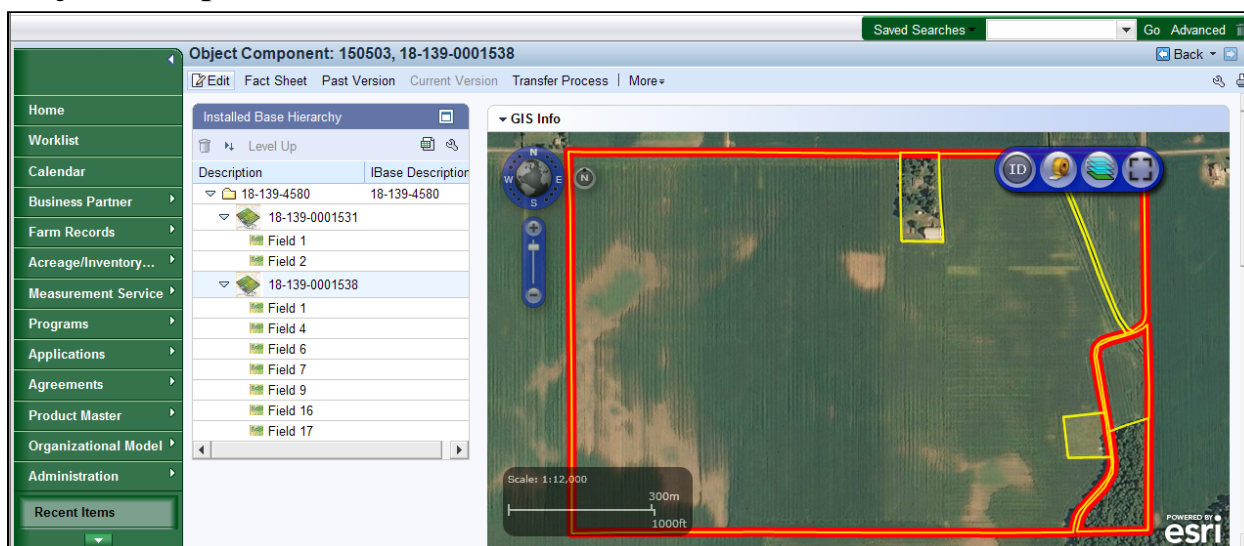 Saved Searches Go Advanced
Object Component: 150503, 18-139-0001538 Back
Edit Fact Sheet Past Version Current Version Transfer Process | More
Home
Worklist
Calendar
Business Partner
Farm Records
Acreage/Inventory...
Measurement Service
Programs
Applications
Agreements
Product Master
Organizational Model
Administration
Recent Items
Installed Base Hierarchy
Level Up
Description IBase Description
18-139-4580 18-139-4580
18-139-0001531
Field 1
Field 2
18-139-0001538
Field 1
Field 4
Field 6
Field 7
Field 9
Field 16
Field 17
GIS Info
N
W E
S
N
ID
Scale: 1:12,000
300m
1000ft
POWERED BY
esri